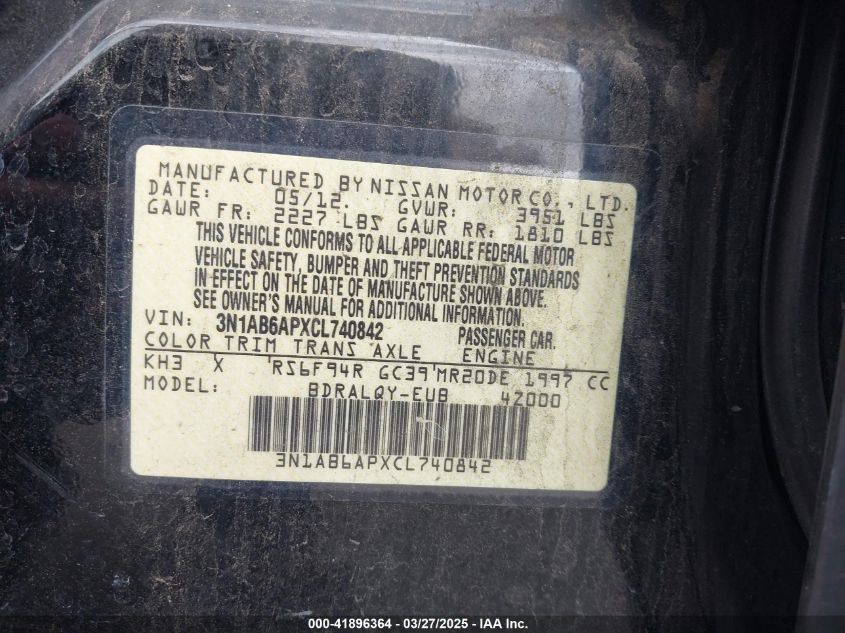 MANUFACTURED BY NISSAN MOTOR CO., LTD.
DATE: 05/12. GVWR: 3951 LBS
GAWR FR: 2227 LBS GAWR RR: 1810 LBS
THIS VEHICLE CONFORMS TO ALL APPLICABLE FEDERAL MOTOR
VEHICLE SAFETY, BUMPER AND THEFT PREVENTION STANDARDS
IN EFFECT ON THE DATE OF MANUFACTURE SHOWN ABOVE.
SEE OWNER'S MANUAL FOR ADDITIONAL INFORMATION.
VIN: 3N1AB6APXCL740842 PASSENGER CAR.
COLOR TRIM TRANS AXLE ENGINE
KH3 X RS6F94R GC39 MR20DE 1997 CC
MODEL: BDRALQY-EUB 42000
3N1AB6APXCL740842
000-41896364 - 03/27/2025 - IAA Inc.